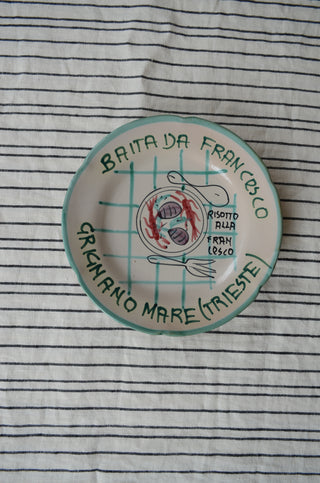 BAITA DA FRANCESCO
RISOTTO
ALLA
FRAN
CESCO
GRIGNANO MARE (TRIESTE)